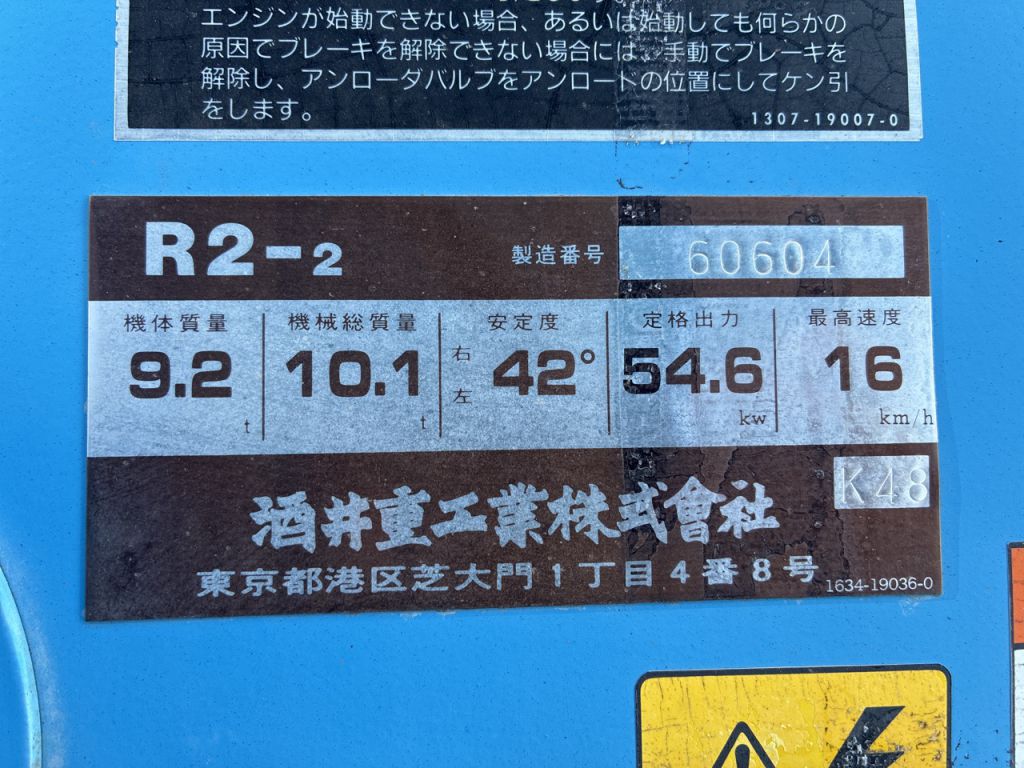 エンジンが始動できない場合、あるいは始動しても何らかの
原因でブレーキを解除できない場合には、手動でブレーキを
解除し、アンローダバルブをアンロードの位置にしてケン引
をします。
1307-19007-0
R2-2 製造番号 60604
機体質量 機械総質量 安定度 定格出力 最高速度
9.2 t 10.1 t 右 左 42° 54.6 kw 16 km/h
K48
酒井重工業株式會社
東京都港区芝大門1丁目4番8号
1634-19036-0